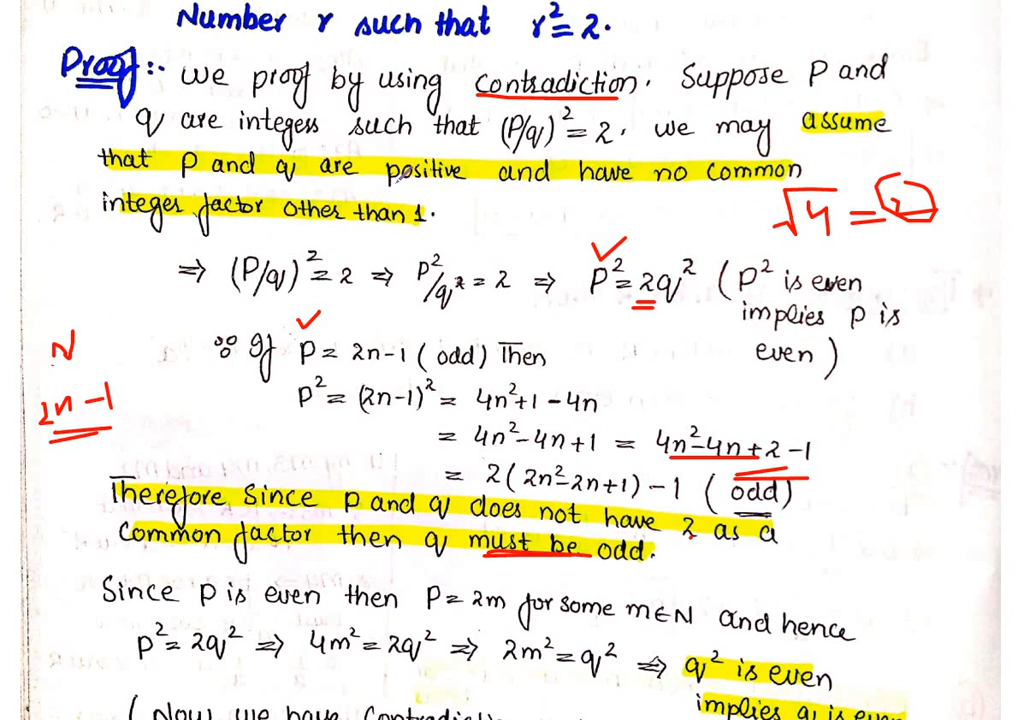 Number r such that r²= 2.
Proof:- We proof by using contradiction. Suppose P and
q are integers such that (P/q)²= 2. we may assume
that p and q are positive and have no common
integer factor other than 1.
√4 =
⇒ (P/q)²= 2 ⇒ P²/q² = 2 ⇒ P²= 2q² (P² is even
implies p is
even)
N
2n-1
∵ If P= 2n-1 (odd) Then
P²= (2n-1)²= 4n²+1-4n
= 4n²-4n+1 = 4n²-4n+2-1
= 2(2n²-2n+1)-1 (odd)
Therefore since p and q does not have 2 as a
common factor then q must be odd.
Since p is even then P= 2m for some m∈N and hence
p²= 2q² ⇒ 4m²= 2q² ⇒ 2m²= q² ⇒ q² is even
implies q is even
(Now we have Contradicti